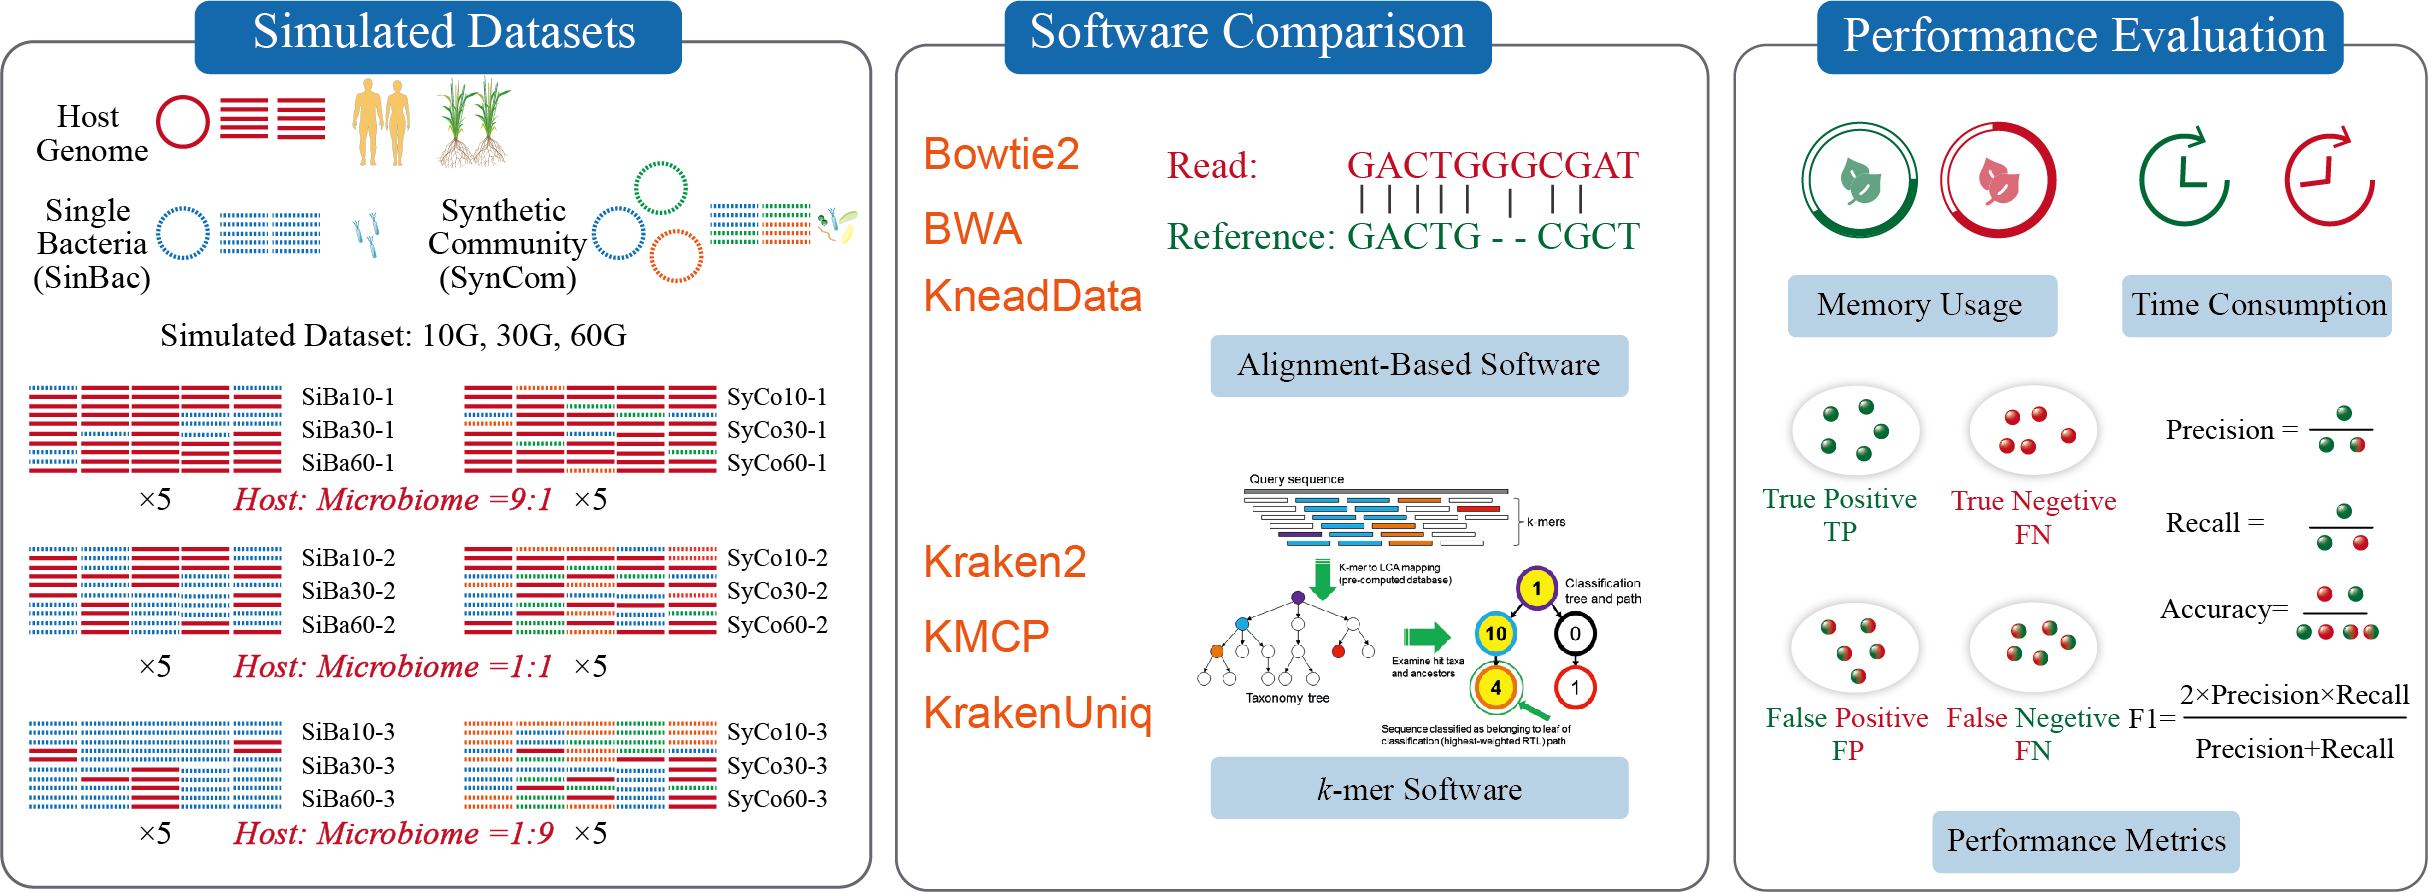 Simulated Datasets
Host
Genome
Single
Bacteria
(SinBac)
Synthetic
Community
(SynCom)
Simulated Dataset: 10G, 30G, 60G
SiBa10-1
SiBa30-1
SiBa60-1
SyCo10-1
SyCo30-1
SyCo60-1
×5
Host: Microbiome =9:1
×5
SiBa10-2
SiBa30-2
SiBa60-2
SyCo10-2
SyCo30-2
SyCo60-2
×5
Host: Microbiome =1:1
×5
SiBa10-3
SiBa30-3
SiBa60-3
SyCo10-3
SyCo30-3
SyCo60-3
×5
Host: Microbiome =1:9
×5
Software Comparison
Bowtie2
BWA
KneadData
Read: GACTGGGCGAT
Reference: GACTG - - CGCT
Alignment-Based Software
Kraken2
KMCP
KrakenUniq
Query sequence
k-mers
K-mer to LCA mapping
(pre-computed database)
Taxonomy tree
Examine hit taxa
and ancestors
Classification
tree and path
1
10
0
4
1
Sequence classified as belonging to leaf of
classification (highest-weighted RTL) path
k-mer Software
Performance Evaluation
Memory Usage
Time Consumption
True Positive
TP
True Negetive
FN
False Positive
FP
False Negetive
FN
Precision =
Recall =
Accuracy=
F1=
2×Precision×Recall
Precision+Recall
Performance Metrics